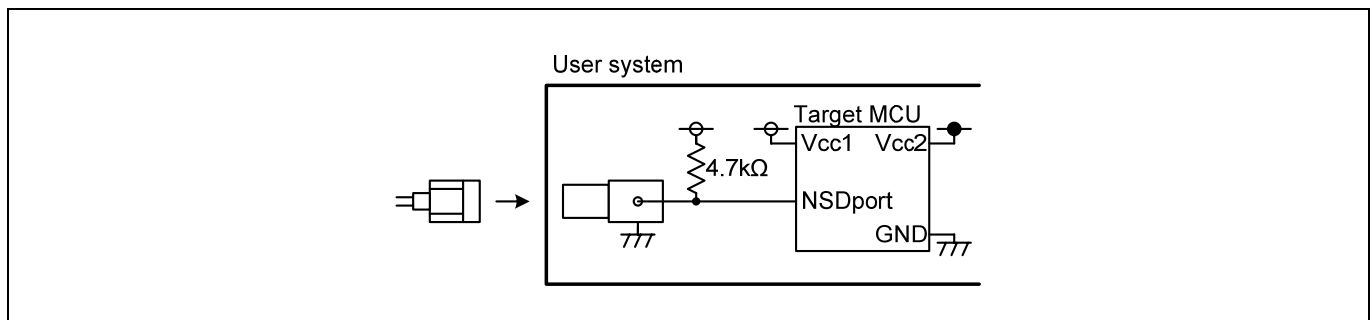 User system
Target MCU
Vcc1 Vcc2
4.7kΩ
NSDport
GND